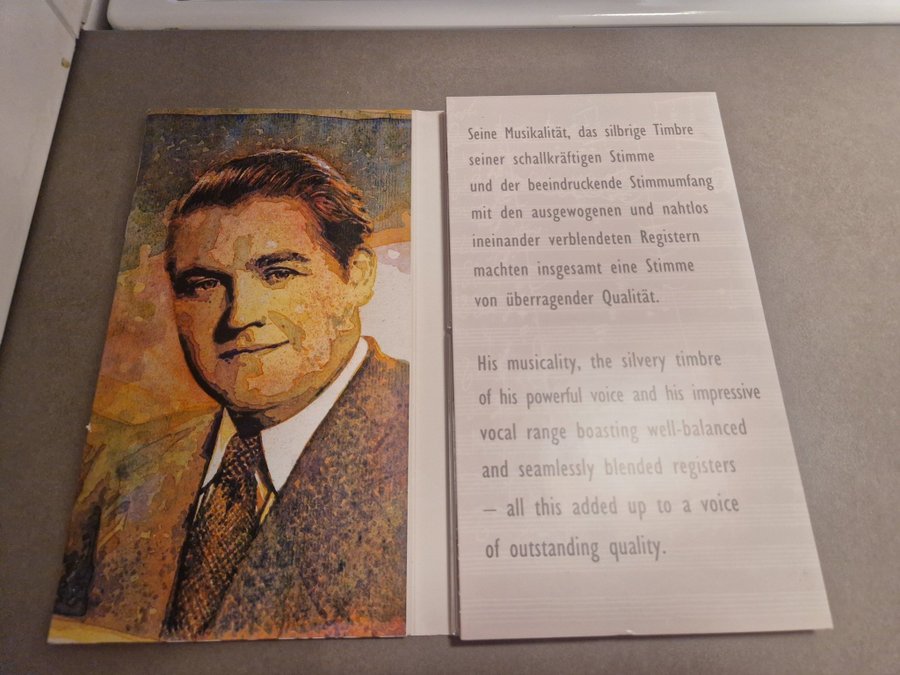 Seine Musikalität, das silbrige Timbre
seiner schallkräftigen Stimme
und der beeindruckende Stimmumfang
mit den ausgewogenen und nahtlos
ineinander verblendeten Registern
machten insgesamt eine Stimme
von überragender Qualität.
His musicality, the silvery timbre
of his powerful voice and his impressive
vocal range boasting well-balanced
and seamlessly blended registers
– all this added up to a voice
of outstanding quality.